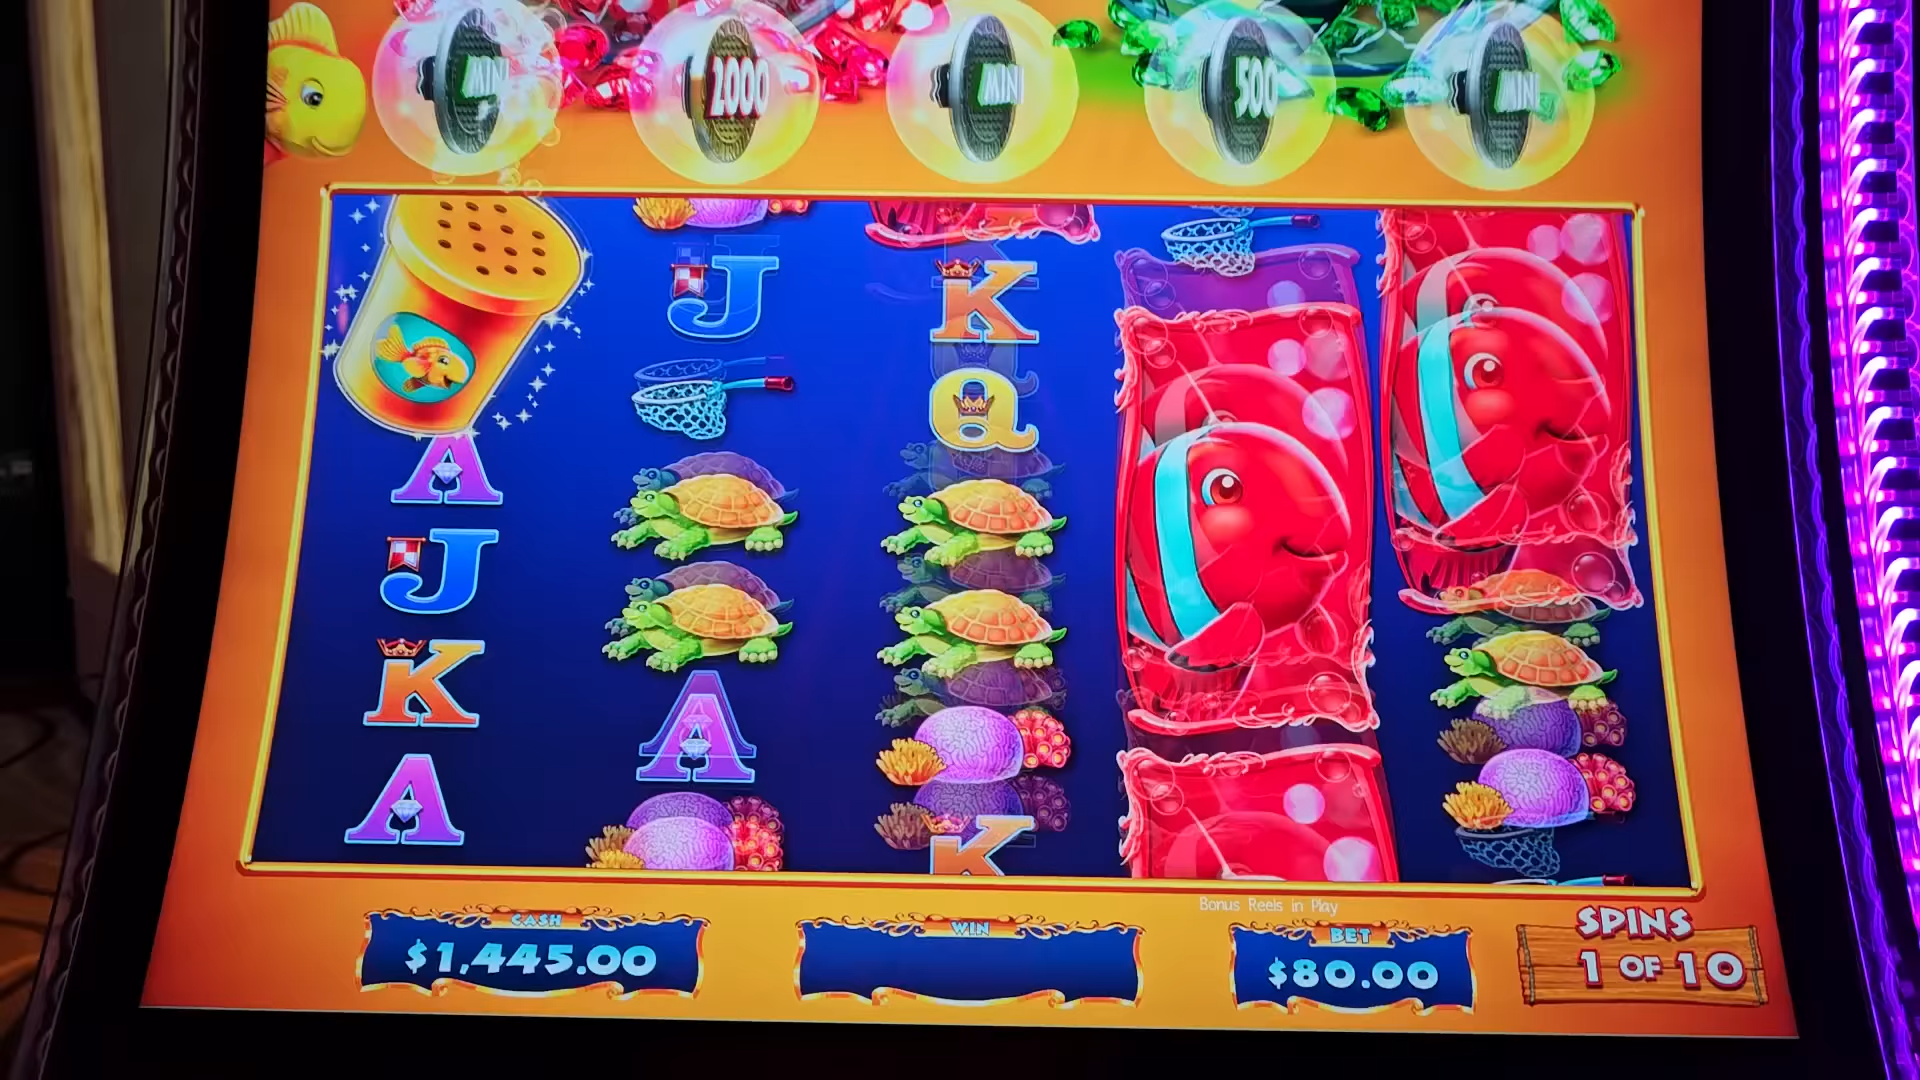 MINI 2000 MINI 500 MINI
J K
Q
A
J
K
A
A
K
Bonus Reels in Play
CASH WIN BET SPINS
$1,445.00 $80.00 1 OF 10